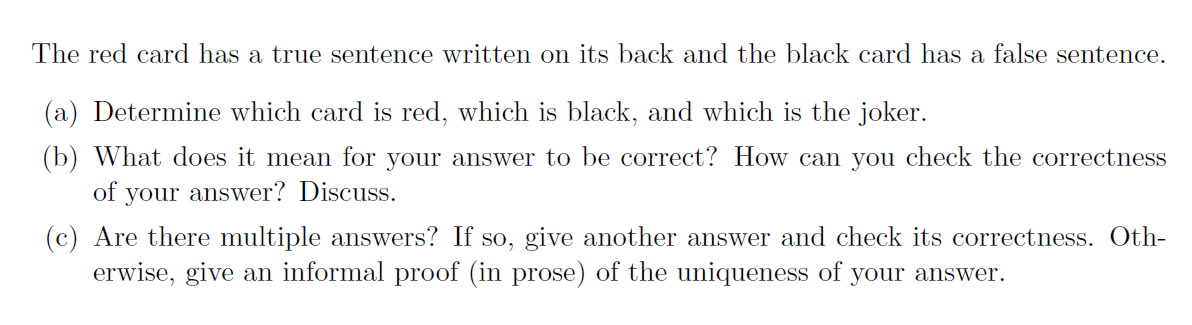 The red card has a true sentence written on its back and the black card has a false sentence.
(a) Determine which card is red, which is black, and which is the joker.
(b) What does it mean for your answer to be correct? How can you check the correctness
of your answer? Discuss.
(c) Are there multiple answers? If so, give another answer and check its correctness. Oth-
erwise, give an informal proof (in prose) of the uniqueness of your answer.